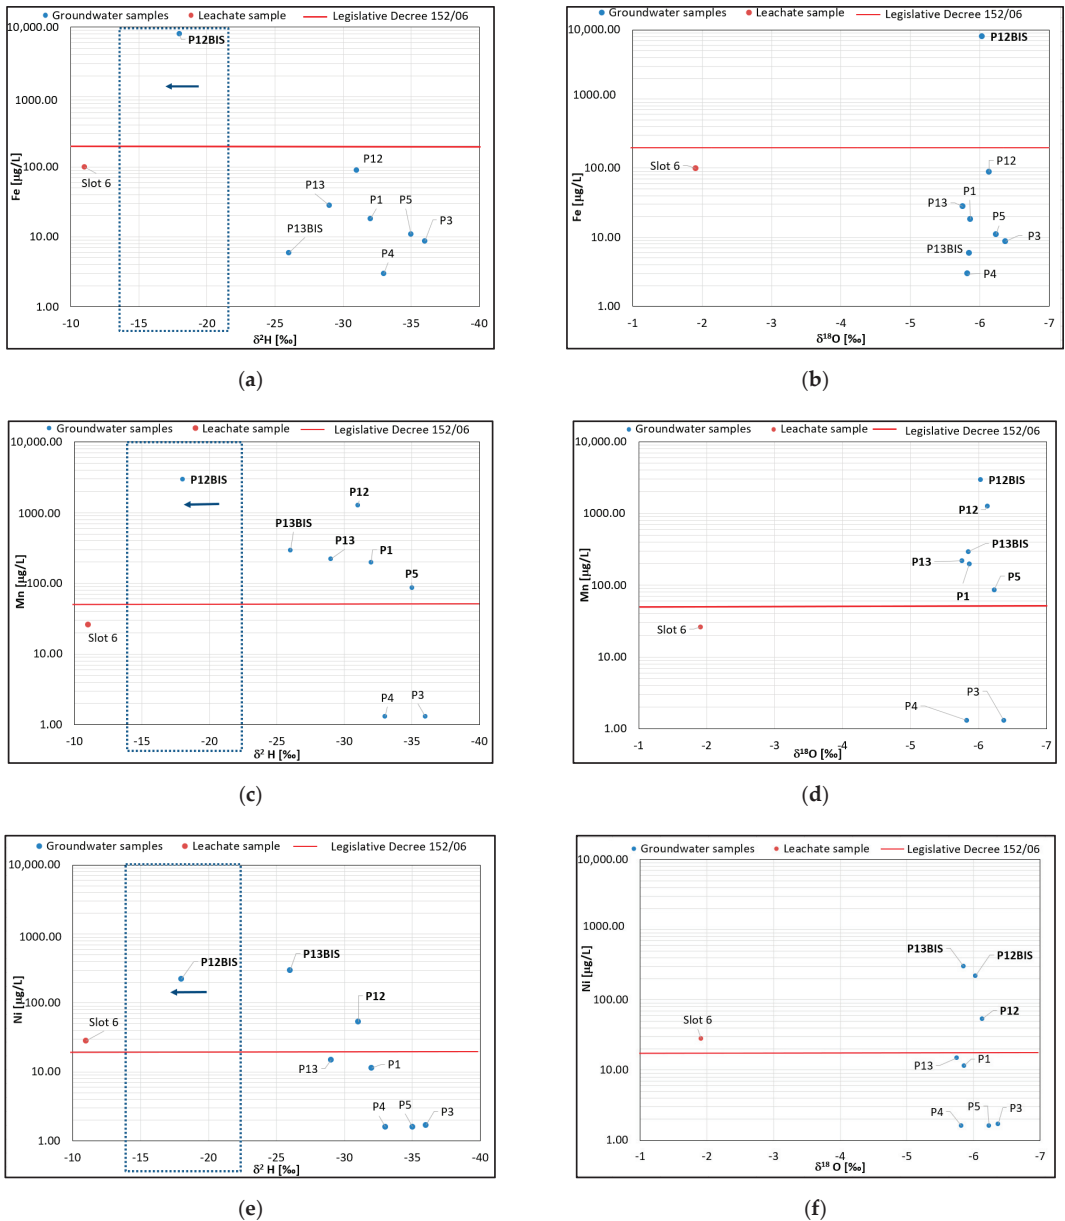 Groundwater samples Leachate sample Legislative Decree 152/06
10,000.00
1000.00
100.00
10.00
1.00
Fe [µg/L]
P12BIS
Slot 6
P12
P13
P1
P5
P3
P13BIS
P4
-10 -15 -20 -25 -30 -35 -40
δ²H [‰]
(a)
Groundwater samples Leachate sample Legislative Decree 152/06
10,000.00
1000.00
100.00
10.00
1.00
Fe [µg/L]
P12BIS
Slot 6
P12
P1
P13
P5
P3
P13BIS
P4
-1 -2 -3 -4 -5 -6 -7
δ¹⁸O [‰]
(b)
Groundwater samples Leachate sample Legislative Decree 152/06
10,000.00
1000.00
100.00
10.00
1.00
Mn [µg/L]
P12BIS
P12
P13BIS
P13
P1
P5
Slot 6
P4
P3
-10 -15 -20 -25 -30 -35 -40
δ² H [‰]
(c)
Groundwater samples Leachate sample Legislative Decree 152/06
10,000.00
1000.00
100.00
10.00
1.00
Mn [µg/L]
P12BIS
P12
P13BIS
P13
P1
P5
Slot 6
P3
P4
-1 -2 -3 -4 -5 -6 -7
δ¹⁸O [‰]
(d)
Groundwater samples Leachate sample Legislative Decree 152/06
10,000.00
1000.00
100.00
10.00
1.00
Ni [µg/L]
P13BIS
P12BIS
P12
Slot 6
P13
P1
P4
P5
P3
-10 -15 -20 -25 -30 -35 -40
δ² H [‰]
(e)
Groundwater samples Leachate sample Legislative Decree 152/06
10,000.00
1000.00
100.00
10.00
1.00
Ni [µg/L]
P13BIS
P12BIS
P12
Slot 6
P13
P1
P4
P5
P3
-1 -2 -3 -4 -5 -6 -7
δ¹⁸ O [‰]
(f)